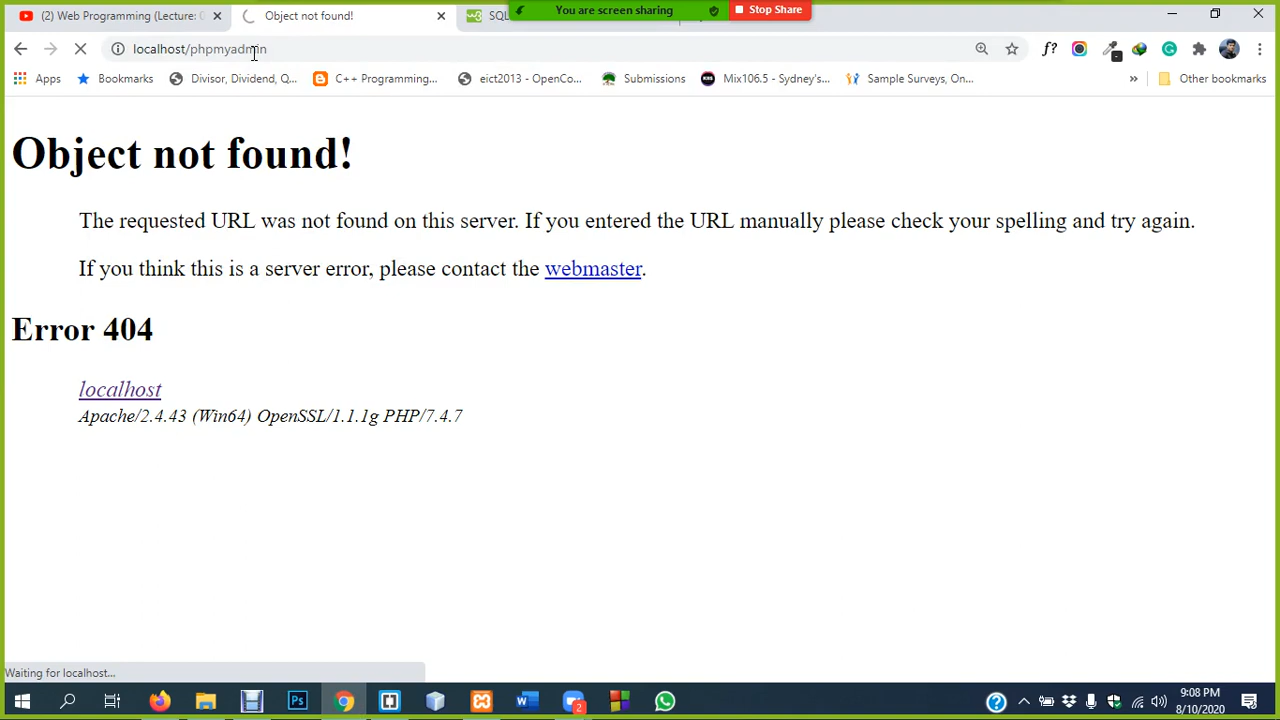 (2) Web Programming (Lecture:
Object not found!
SQL
You are screen sharing
Stop Share
localhost/phpmyadmin
f?
Apps
Bookmarks
Divisor, Dividend, Q...
C++ Programming...
eict2013 - OpenCo...
Submissions
Mix106.5 - Sydney's...
Sample Surveys, On...
»
Other bookmarks
Object not found!
The requested URL was not found on this server. If you entered the URL manually please check your spelling and try again.
If you think this is a server error, please contact the webmaster.
Error 404
localhost
Apache/2.4.43 (Win64) OpenSSL/1.1.1g PHP/7.4.7
Waiting for localhost...
Ps
2
9:08 PM
8/10/2020